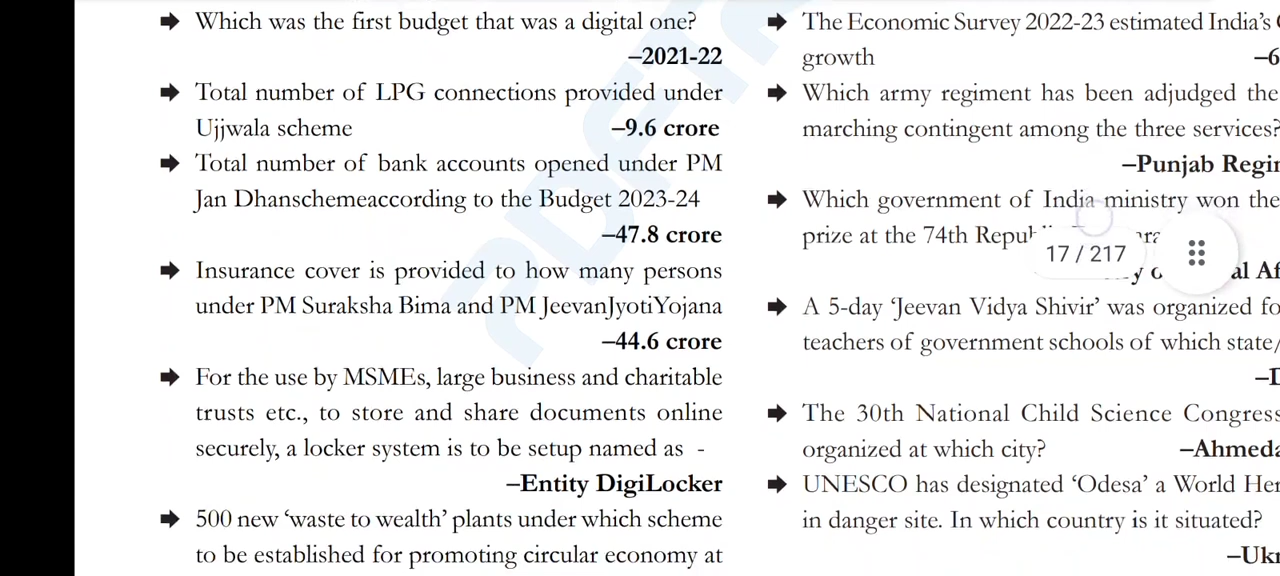 ➡ Which was the first budget that was a digital one?
–2021-22
➡ Total number of LPG connections provided under
Ujjwala scheme –9.6 crore
➡ Total number of bank accounts opened under PM
Jan Dhanschemeaccording to the Budget 2023-24
–47.8 crore
➡ Insurance cover is provided to how many persons
under PM Suraksha Bima and PM JeevanJyotiYojana
–44.6 crore
➡ For the use by MSMEs, large business and charitable
trusts etc., to store and share documents online
securely, a locker system is to be setup named as -
–Entity DigiLocker
➡ 500 new ‘waste to wealth’ plants under which scheme
to be established for promoting circular economy at
➡ The Economic Survey 2022-23 estimated India’s
growth –6
➡ Which army regiment has been adjudged the
marching contingent among the three services?
–Punjab
➡ Which government of India ministry won the
prize at the 74th
➡ A 5-day ‘Jeevan Vidya Shivir’ was organized
teachers of government schools of which state/
➡ The 30th National Child Science Congress
organized at which city?
➡ UNESCO has designated ‘Odesa’ a World
in danger site. In which country is it situated?
17 / 217